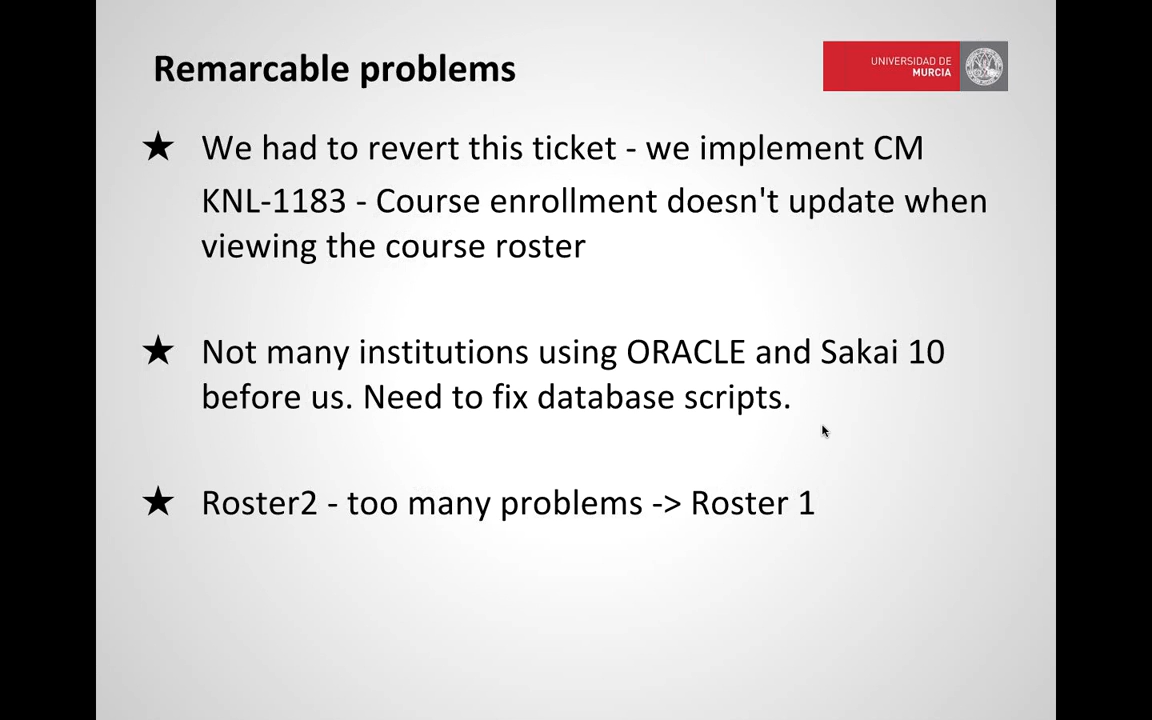 Remarcable problems
UNIVERSIDAD DE
MURCIA
★ We had to revert this ticket - we implement CM
KNL-1183 - Course enrollment doesn't update when
viewing the course roster
★ Not many institutions using ORACLE and Sakai 10
before us. Need to fix database scripts.
★ Roster2 - too many problems -> Roster 1